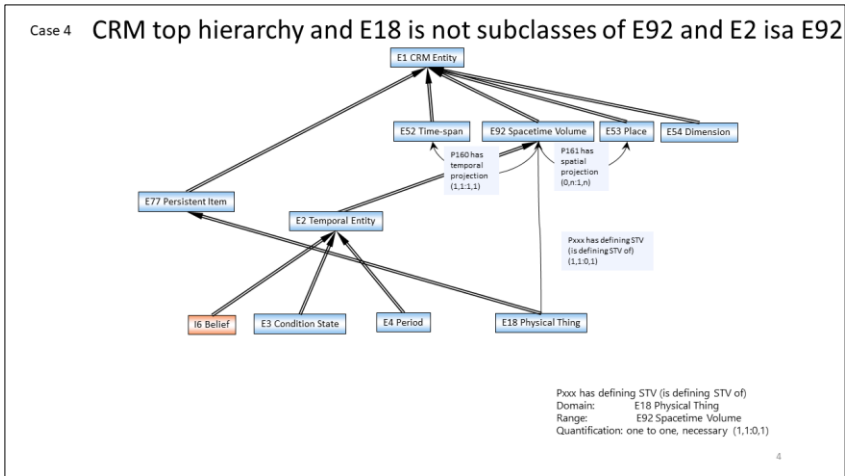 Case 4 CRM top hierarchy and E18 is not subclasses of E92 and E2 isa E92
E1 CRM Entity
E52 Time-span
E92 Spacetime Volume
E53 Place
E54 Dimension
P160 has
temporal
projection
(1,1:1,1)
P161 has
spatial
projection
(0,n:1,n)
E77 Persistent Item
E2 Temporal Entity
Pxxx has defining STV
(is defining STV of)
(1,1:0,1)
I6 Belief
E3 Condition State
E4 Period
E18 Physical Thing
Pxxx has defining STV (is defining STV of)
Domain: E18 Physical Thing
Range: E92 Spacetime Volume
Quantification: one to one, necessary (1,1:0,1)
4